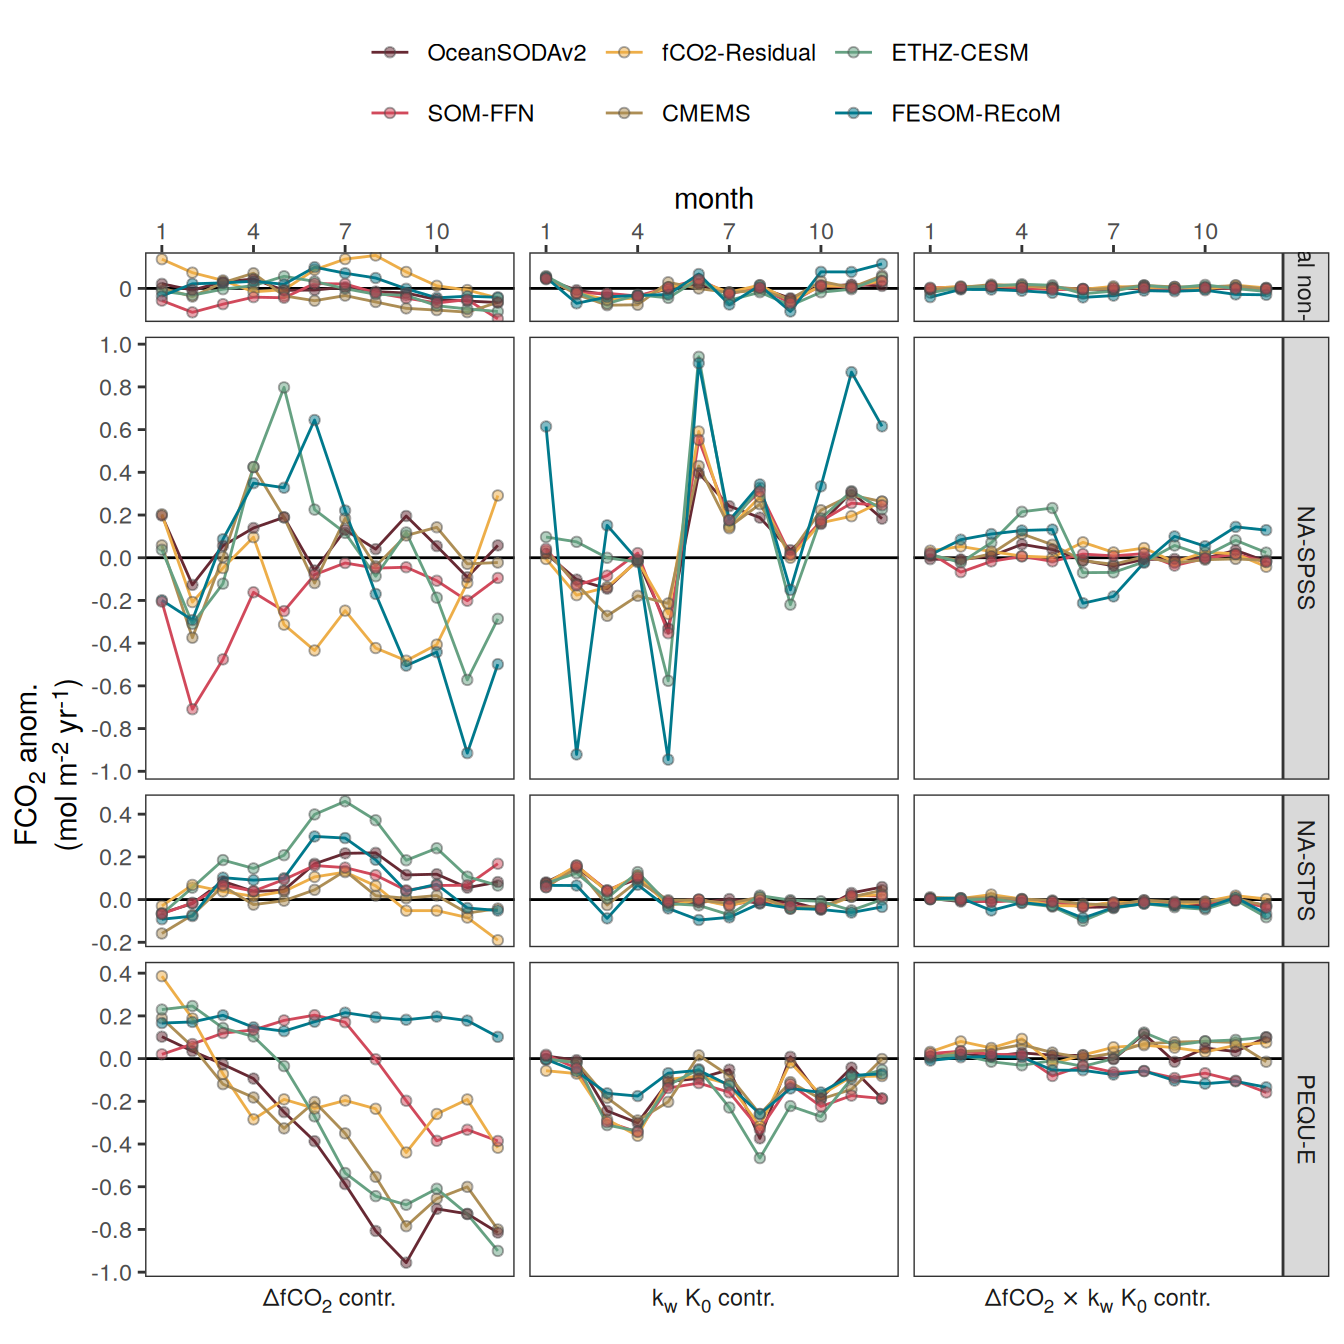 OceanSODAv2 fCO2-Residual ETHZ-CESM
SOM-FFN CMEMS FESOM-REcoM
month
1 4 7 10 1 4 7 10 1 4 7 10
0
al non-
1.0
0.8
0.6
0.4
0.2
0.0
-0.2
-0.4
-0.6
-0.8
-1.0
NA-SPSS
0.4
0.2
0.0
-0.2
NA-STPS
0.4
0.2
0.0
-0.2
-0.4
-0.6
-0.8
-1.0
PEQU-E
FCO₂ anom.
(mol m⁻² yr⁻¹)
ΔfCO₂ contr. k_w K₀ contr. ΔfCO₂ × k_w K₀ contr.